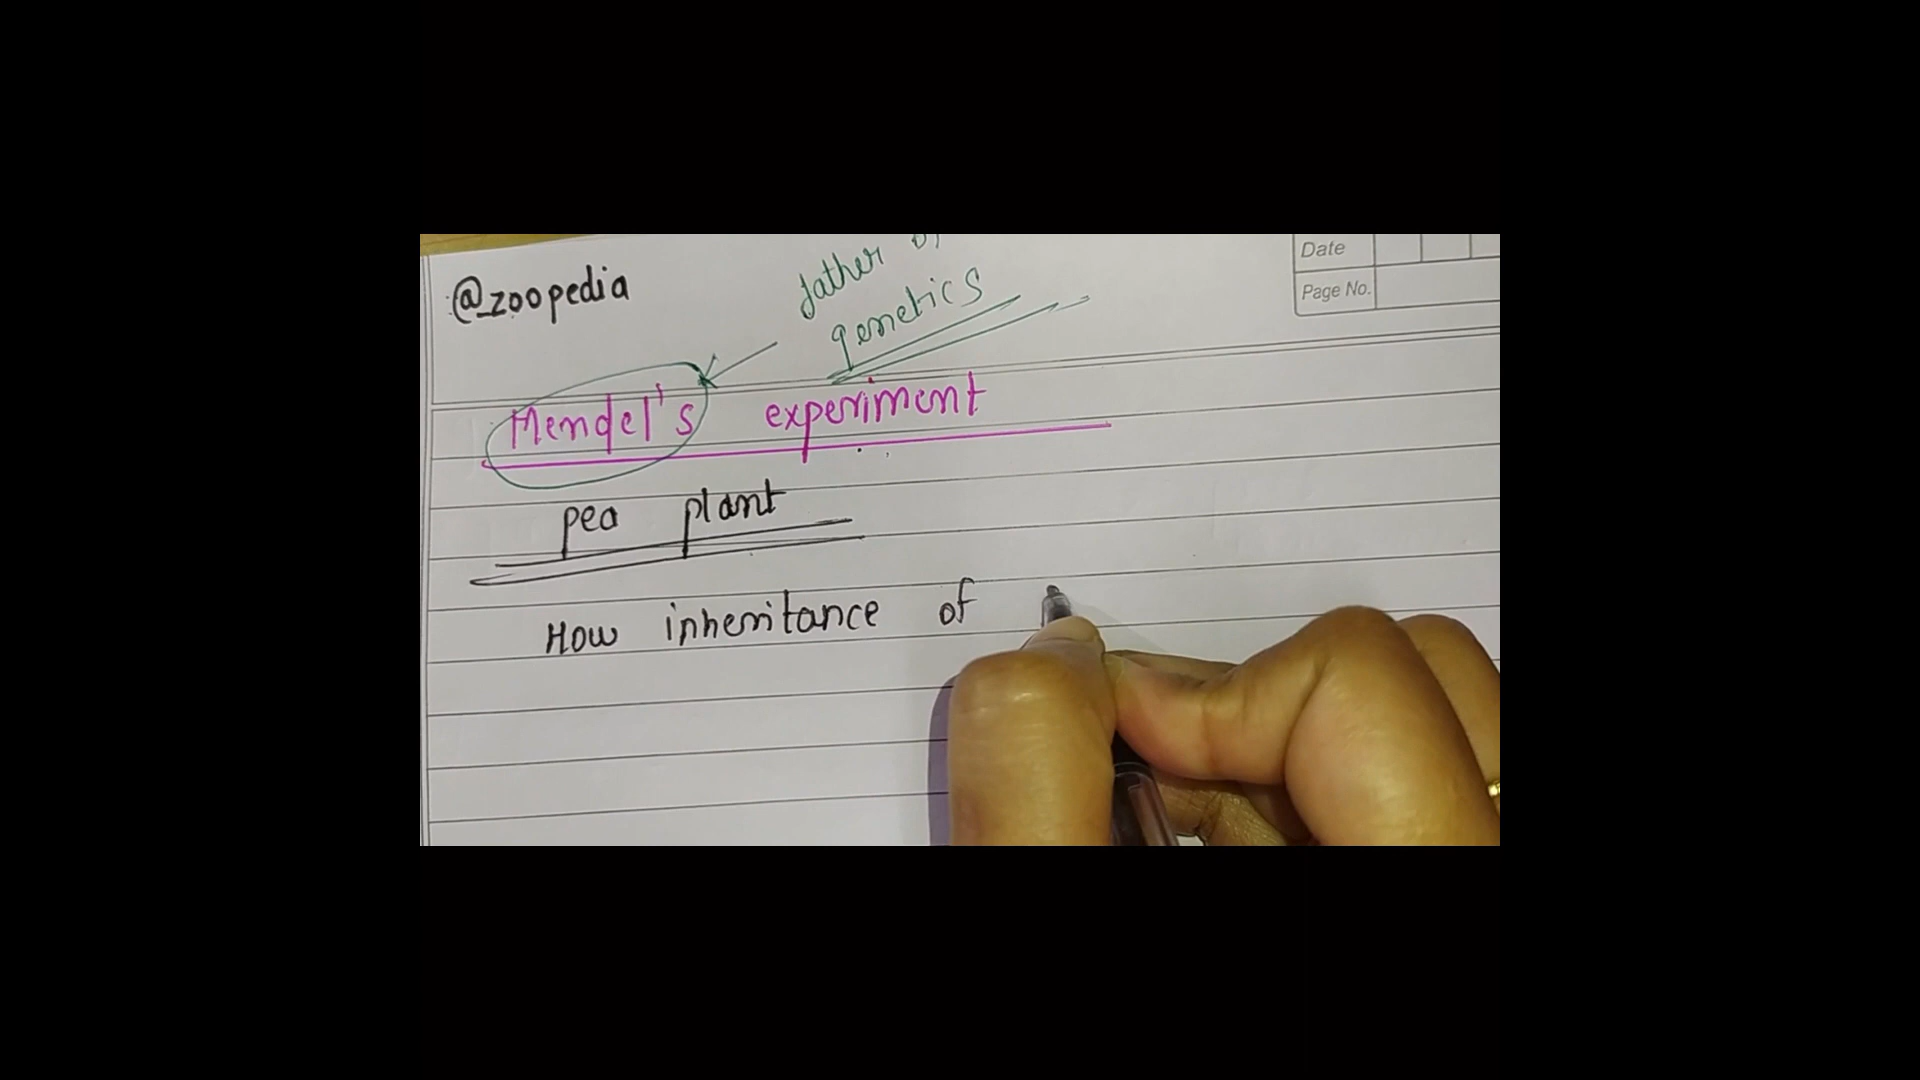 @zoopedia
father of
genetics
Date
Page No.
Mendel's experiment
pea plant
How inheritance of